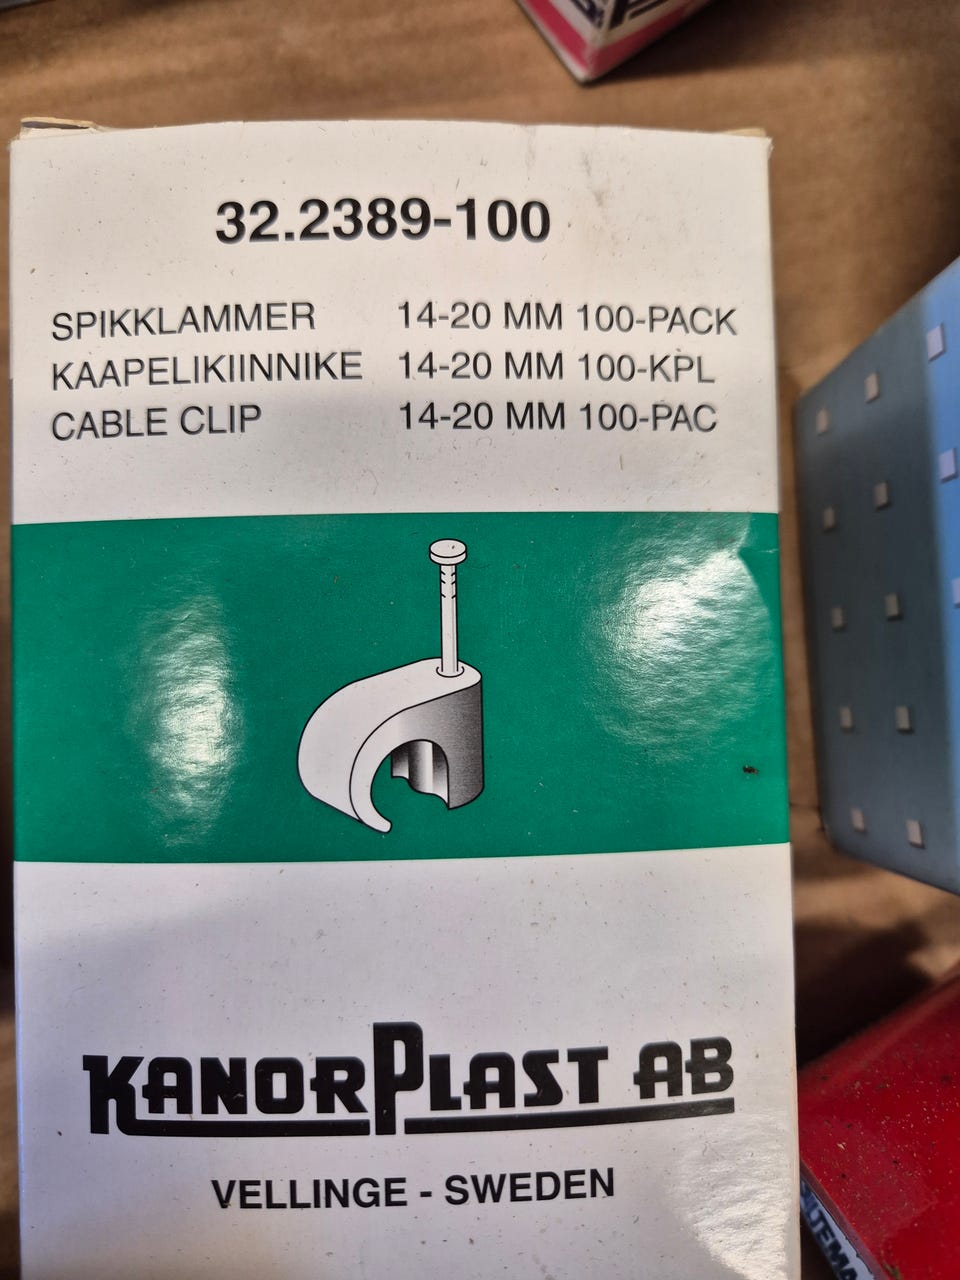 32.2389-100
SPIKKLAMMER 14-20 MM 100-PACK
KAAPELIKIINNIKE 14-20 MM 100-KPL
CABLE CLIP 14-20 MM 100-PAC
KANORPLAST AB
VELLINGE - SWEDEN